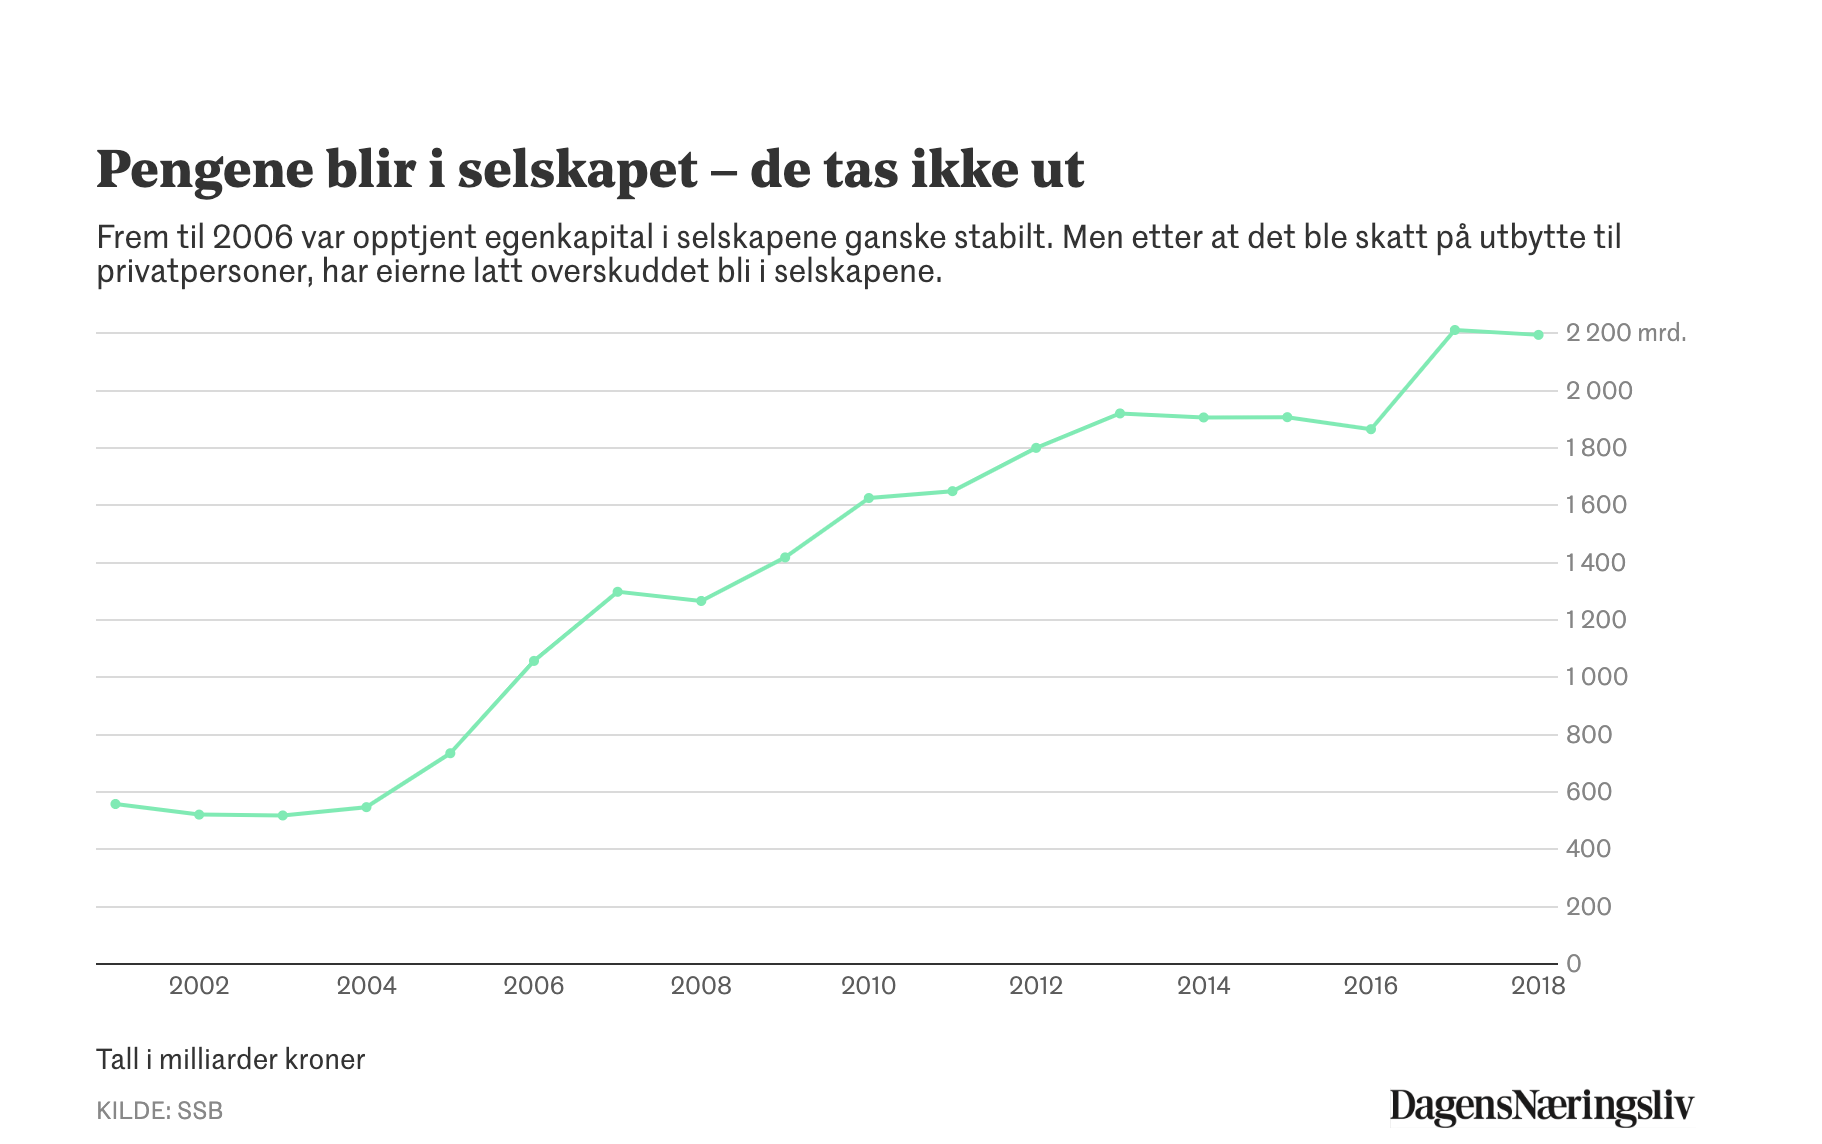 Pengene blir i selskapet – de tas ikke ut
Frem til 2006 var opptjent egenkapital i selskapene ganske stabilt. Men etter at det ble skatt på utbytte til
privatpersoner, har eierne latt overskuddet bli i selskapene.
2 200 mrd.
2 000
1 800
1 600
1 400
1 200
1 000
800
600
400
200
0
2002 2004 2006 2008 2010 2012 2014 2016 2018
Tall i milliarder kroner
KILDE: SSB
DagensNæringsliv